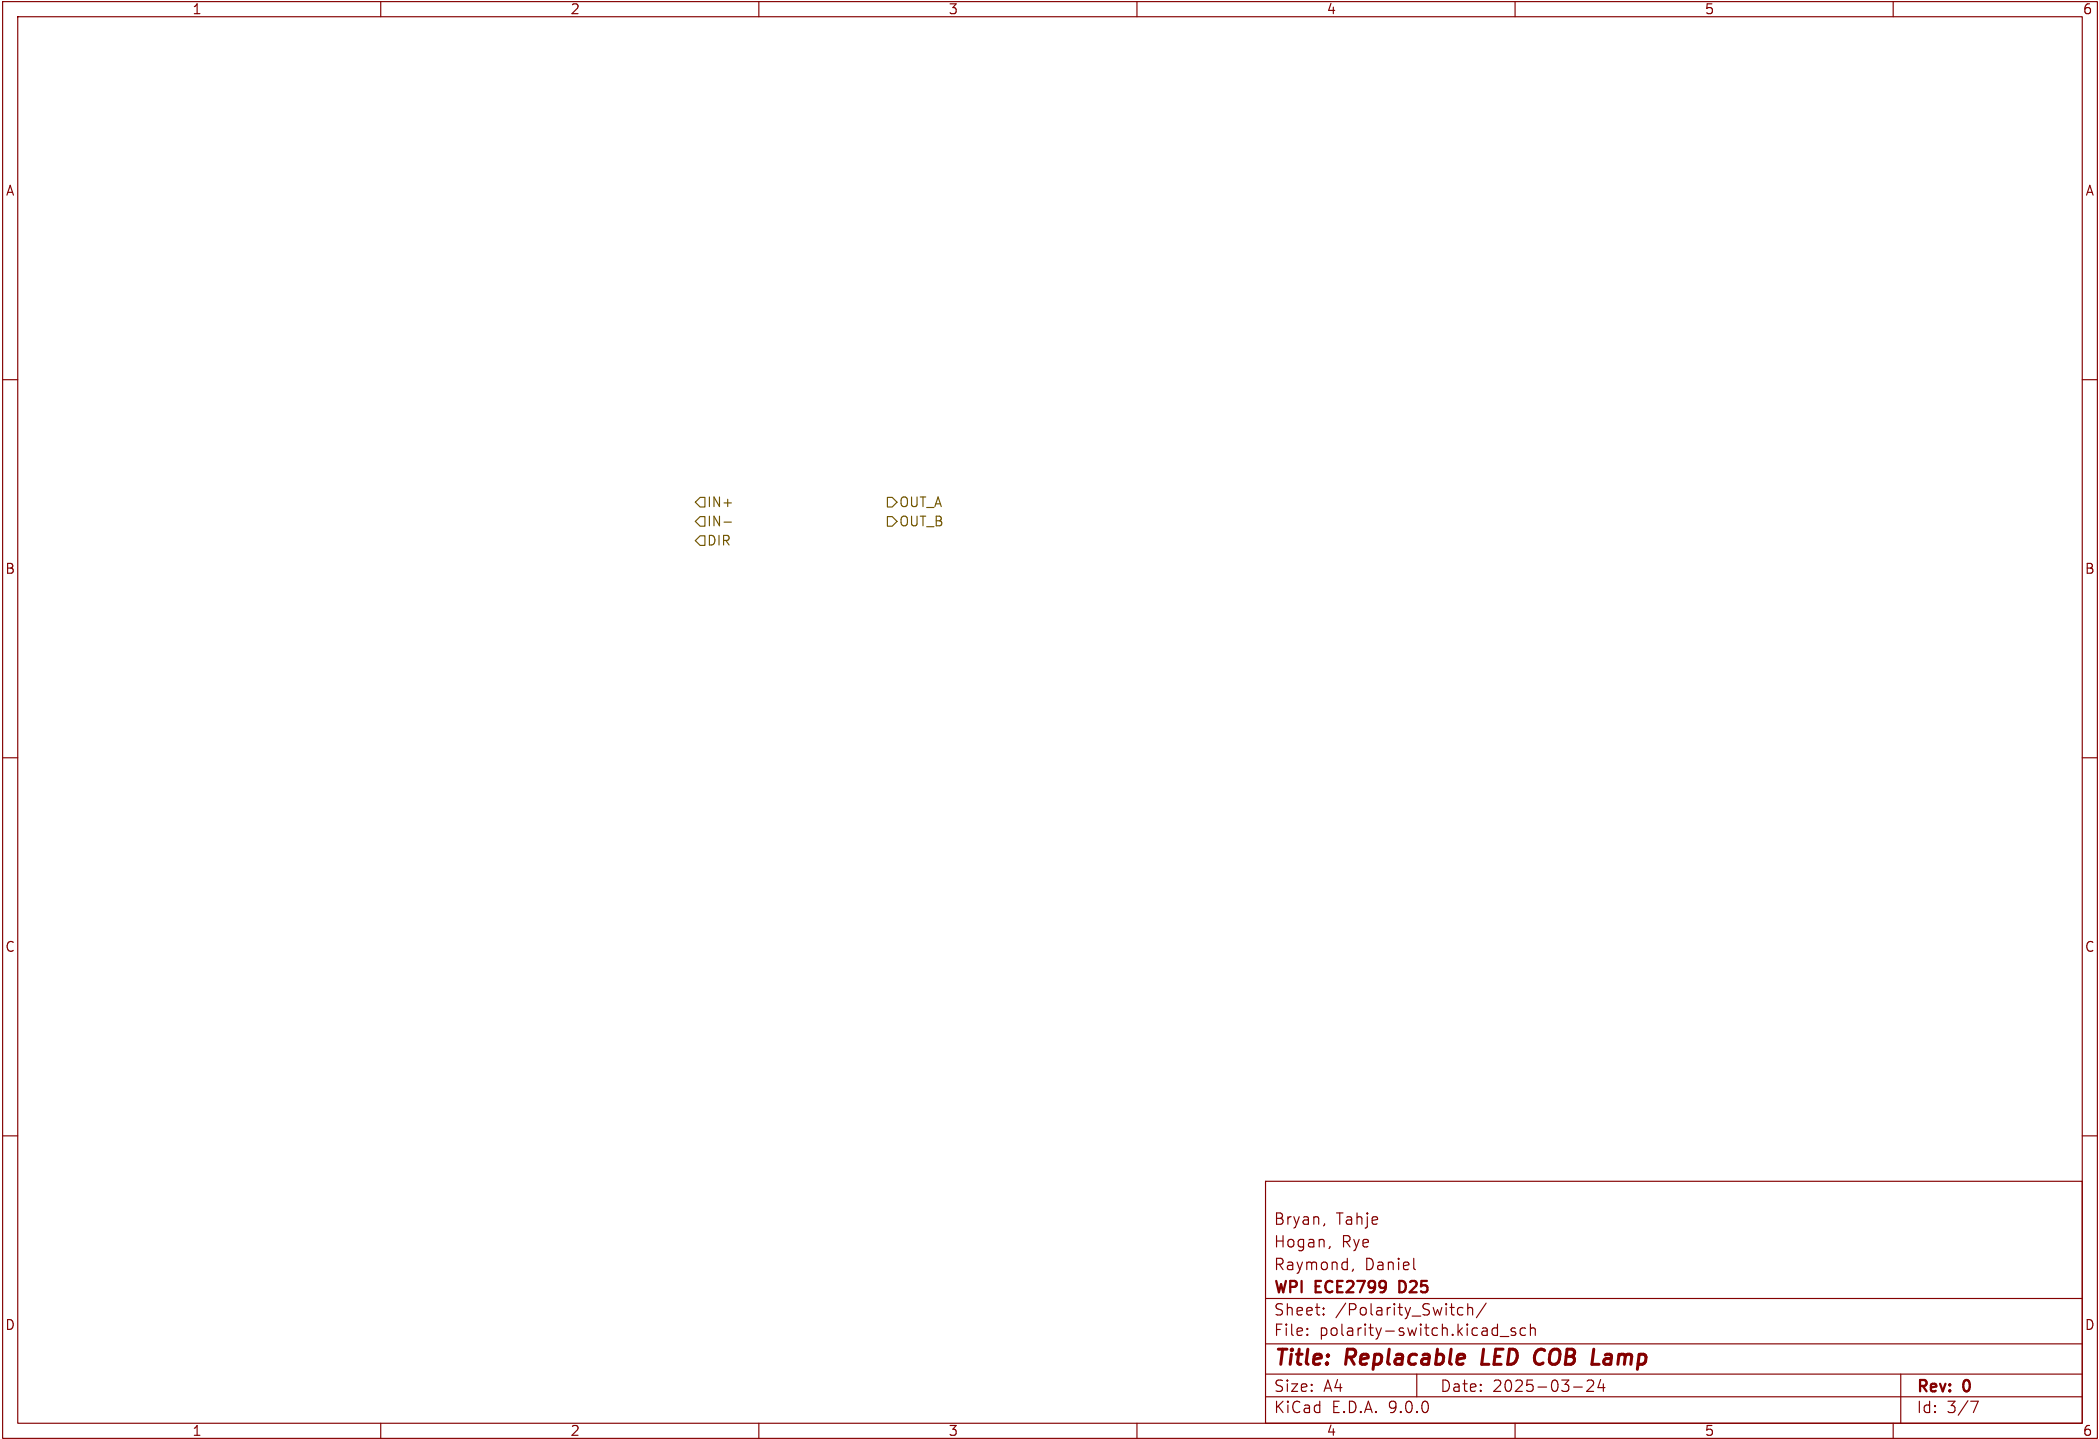 1 2 3 4 5 6
A A
IN+ OUT_A
IN- OUT_B
DIR
B B
C C
Bryan, Tahje
Hogan, Rye
Raymond, Daniel
WPI ECE2799 D25
Sheet: /Polarity_Switch/
D D
File: polarity-switch.kicad_sch
Title: Replacable LED COB Lamp
Size: A4 Date: 2025-03-24 Rev: 0
KiCad E.D.A. 9.0.0 Id: 3/7
1 2 3 4 5 6